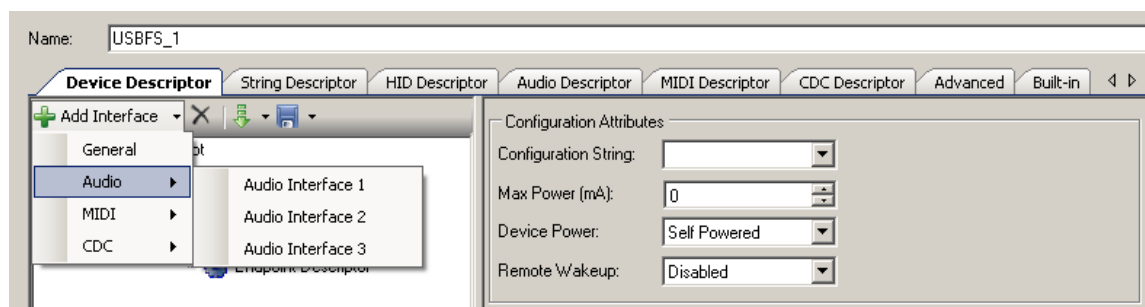 Name: USBFS_1
Device Descriptor String Descriptor HID Descriptor Audio Descriptor MIDI Descriptor CDC Descriptor Advanced Built-in
Add Interface
General
Audio
MIDI
CDC
Audio Interface 1
Audio Interface 2
Audio Interface 3
Endpoint Descriptor
Configuration Attributes
Configuration String:
Max Power (mA): 0
Device Power: Self Powered
Remote Wakeup: Disabled